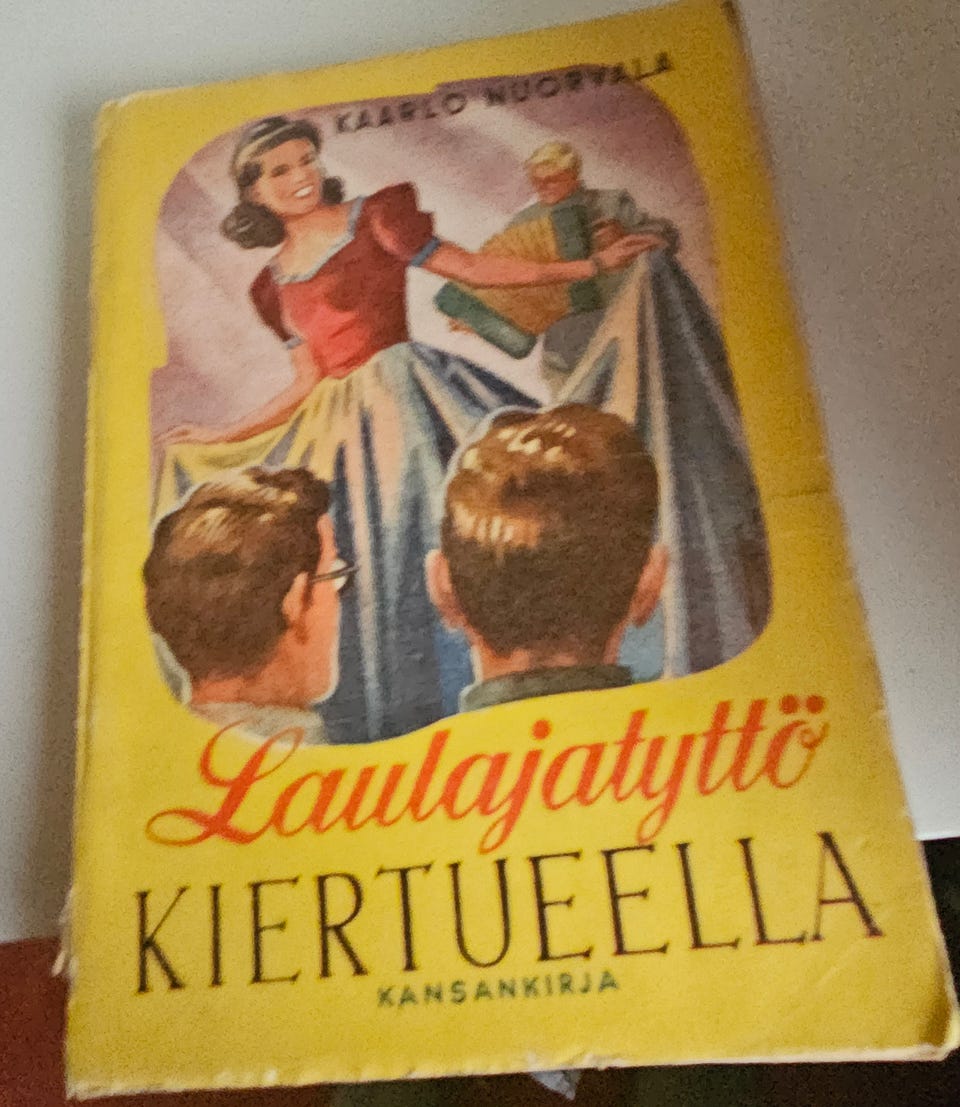 KAARLO NUORVALA
Laulajatyttö
KIERTUEELLA
KANSANKIRJA